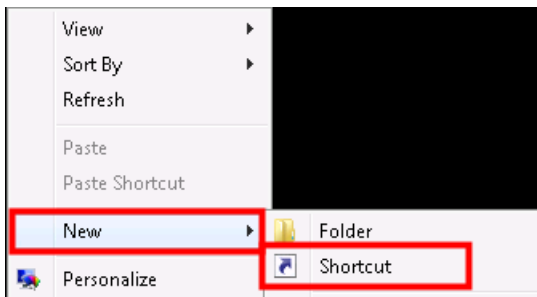 View
Sort By
Refresh
Paste
Paste Shortcut
New
Folder
Shortcut
Personalize